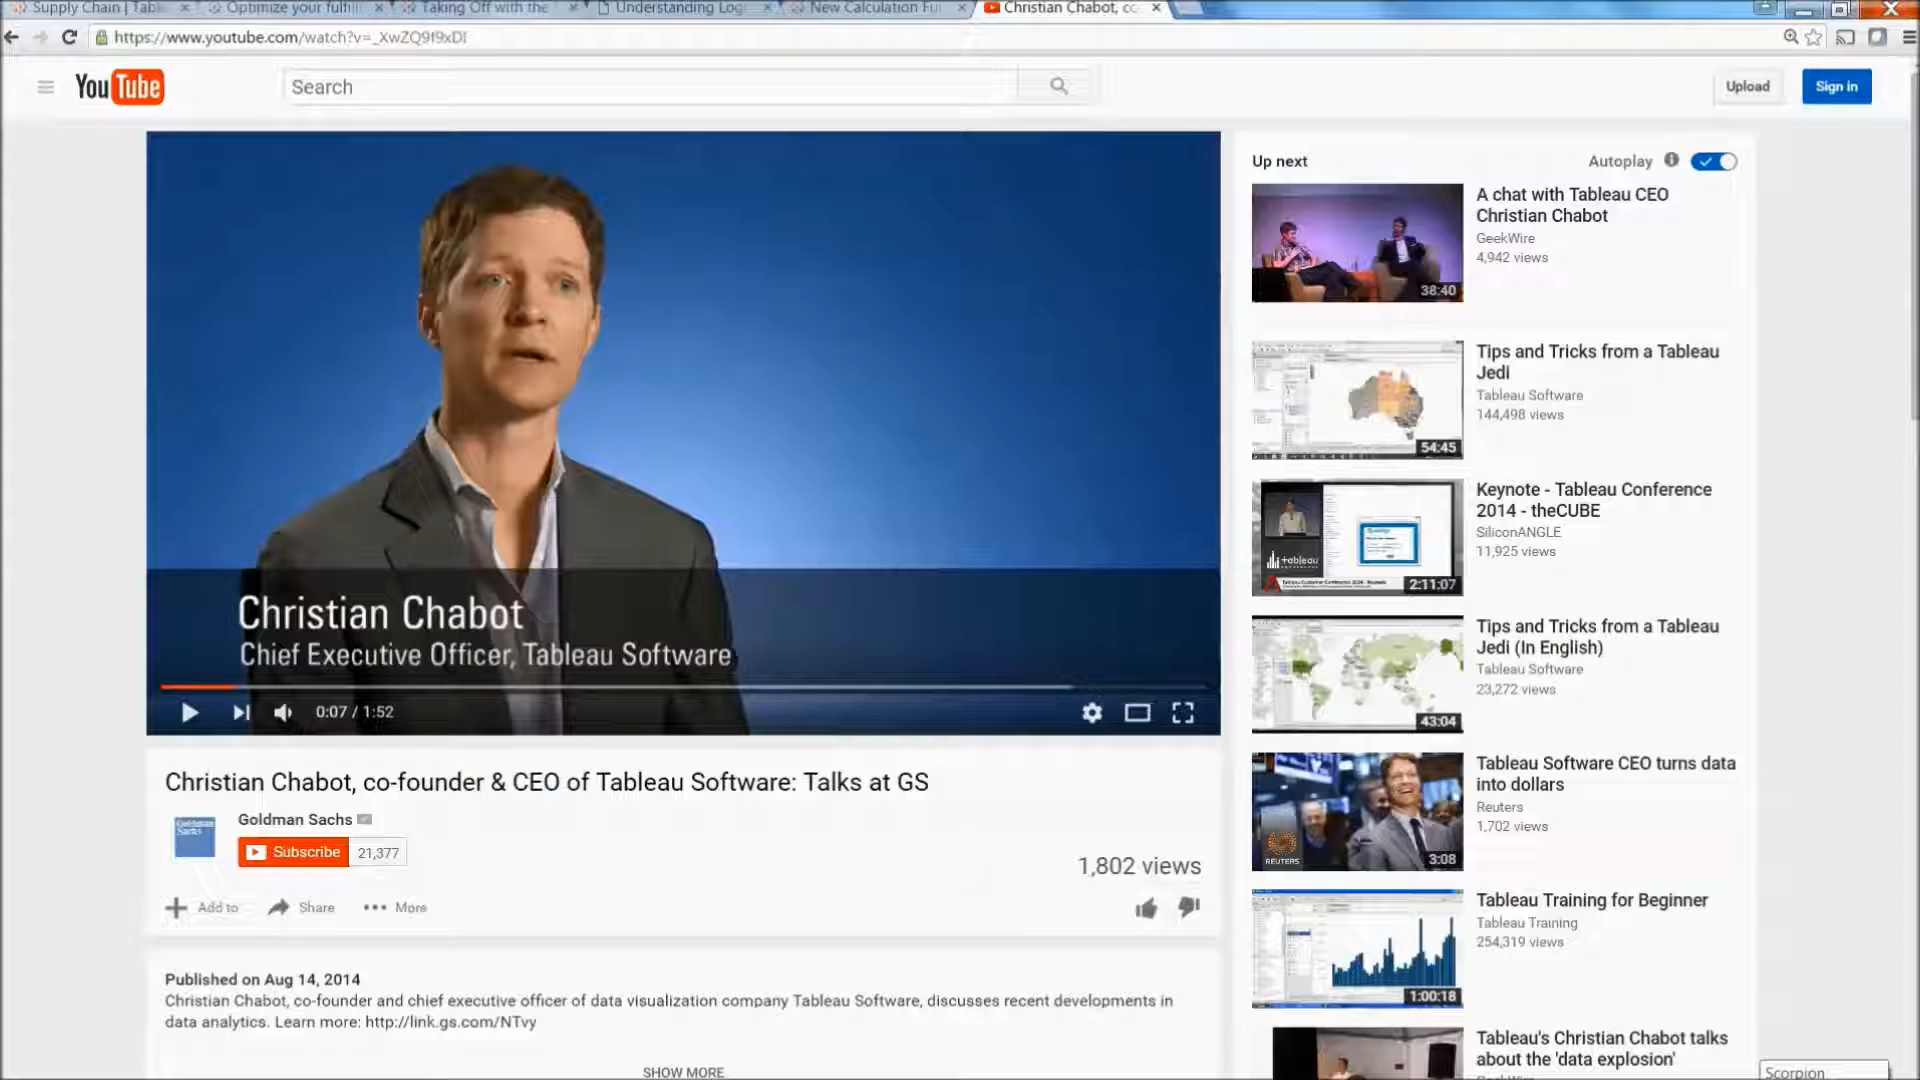 Supply Chain | Tabl
Optimize your fulfill
Taking Off with the
Understanding Logi
New Calculation Fu
Christian Chabot, co
https://www.youtube.com/watch?v=_XwZQ9f9xDI
YouTube
Search
Upload
Sign in
Christian Chabot
Chief Executive Officer, Tableau Software
0:07 / 1:52
Christian Chabot, co-founder & CEO of Tableau Software: Talks at GS
Goldman Sachs
Goldman Sachs
Subscribe 21,377
1,802 views
Add to Share More
Published on Aug 14, 2014
Christian Chabot, co-founder and chief executive officer of data visualization company Tableau Software, discusses recent developments in
data analytics. Learn more: http://link.gs.com/NTvy
SHOW MORE
Up next
Autoplay
A chat with Tableau CEO
Christian Chabot
GeekWire
4,942 views
38:40
Tips and Tricks from a Tableau
Jedi
Tableau Software
144,498 views
54:45
Keynote - Tableau Conference
2014 - theCUBE
SiliconANGLE
11,925 views
+tableau
2:11:07
Tips and Tricks from a Tableau
Jedi (In English)
Tableau Software
23,272 views
43:04
Tableau Software CEO turns data
into dollars
Reuters
1,702 views
REUTERS
3:08
Tableau Training for Beginner
Tableau Training
254,319 views
1:00:18
Tableau's Christian Chabot talks
about the 'data explosion'
Scorpion